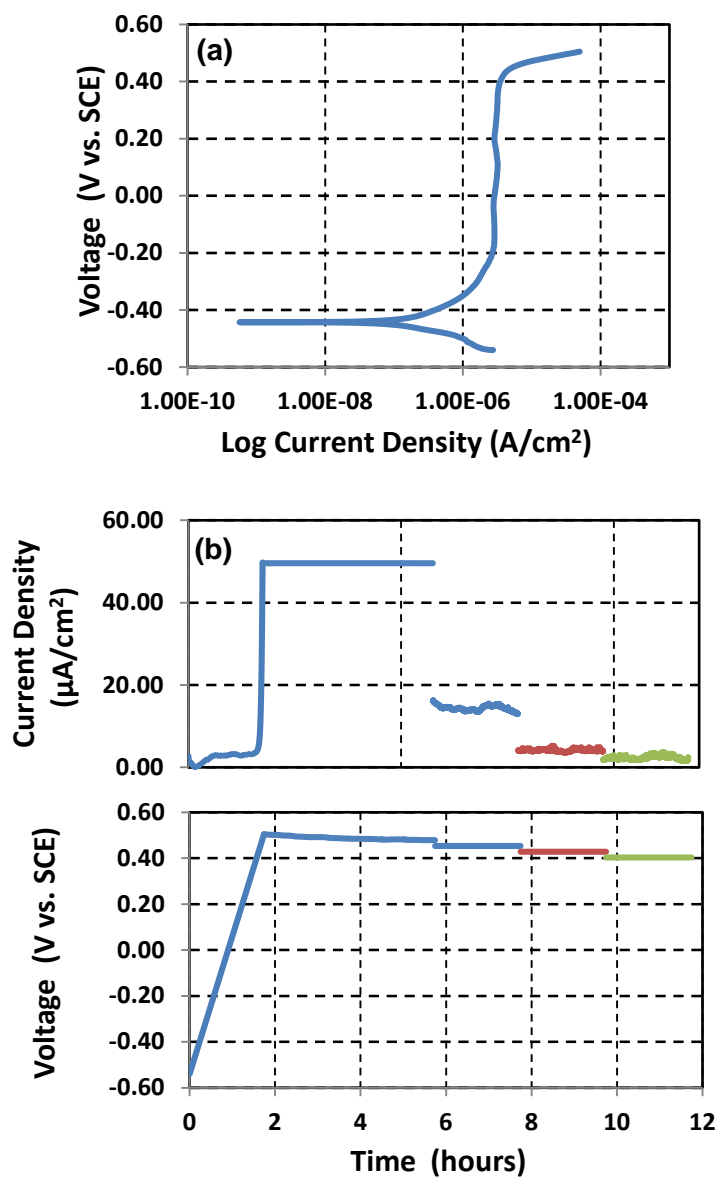 (a)
0.60
0.40
0.20
0.00
-0.20
-0.40
-0.60
Voltage (V vs. SCE)
1.00E-10 1.00E-08 1.00E-06 1.00E-04
Log Current Density (A/cm²)
(b)
60.00
40.00
20.00
0.00
Current Density
(µA/cm²)
0.60
0.40
0.20
0.00
-0.20
-0.40
-0.60
Voltage (V vs. SCE)
0 2 4 6 8 10 12
Time (hours)